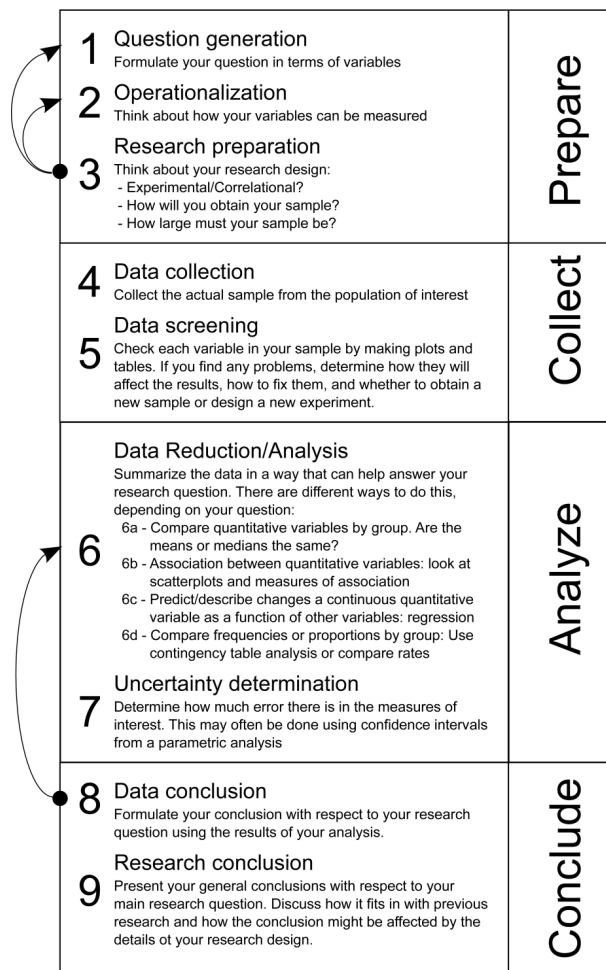 1 Question generation
Formulate your question in terms of variables
2 Operationalization
Think about how your variables can be measured
3 Research preparation
Think about your research design:
- Experimental/Correlational?
- How will you obtain your sample?
- How large must your sample be?
Prepare
4 Data collection
Collect the actual sample from the population of interest
5 Data screening
Check each variable in your sample by making plots and
tables. If you find any problems, determine how they will
affect the results, how to fix them, and whether to obtain a
new sample or design a new experiment.
Collect
6 Data Reduction/Analysis
Summarize the data in a way that can help answer your
research question. There are different ways to do this,
depending on your question:
6a - Compare quantitative variables by group. Are the
means or medians the same?
6b - Association between quantitative variables: look at
scatterplots and measures of association
6c - Predict/describe changes a continuous quantitative
variable as a function of other variables: regression
6d - Compare frequencies or proportions by group: Use
contingency table analysis or compare rates
7 Uncertainty determination
Determine how much error there is in the measures of
interest. This may often be done using confidence intervals
from a parametric analysis
Analyze
8 Data conclusion
Formulate your conclusion with respect to your research
question using the results of your analysis.
9 Research conclusion
Present your general conclusions with respect to your
main research question. Discuss how it fits in with previous
research and how the conclusion might be affected by the
details ot your research design.
Conclude